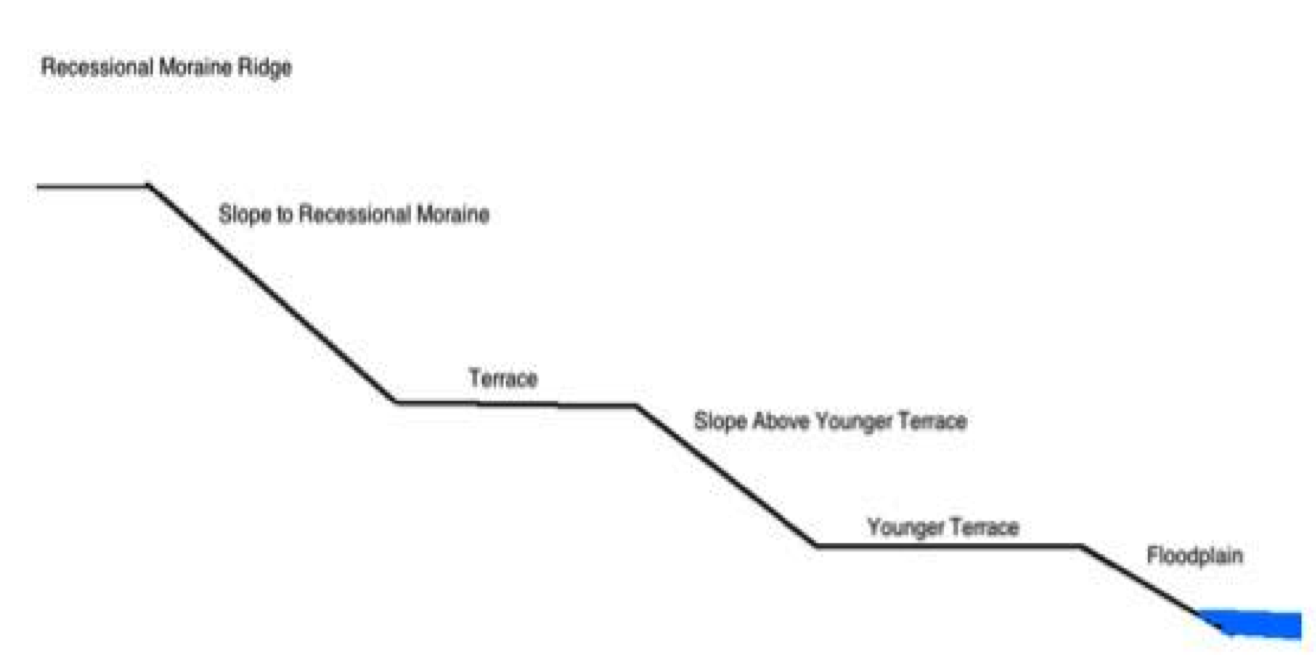 Recessional Moraine Ridge
Slope to Recessional Moraine
Terrace
Slope Above Younger Terrace
Younger Terrace
Floodplain